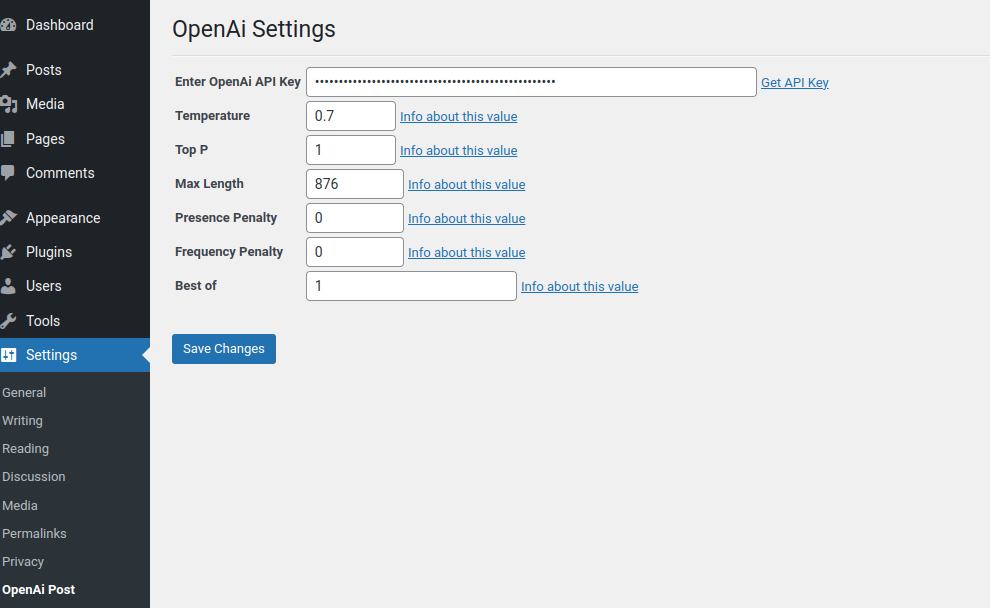 Dashboard
Posts
Media
Pages
Comments
Appearance
Plugins
Users
Tools
Settings
General
Writing
Reading
Discussion
Media
Permalinks
Privacy
OpenAi Post
OpenAi Settings
Enter OpenAi API Key Get API Key
Temperature 0.7 Info about this value
Top P 1 Info about this value
Max Length 876 Info about this value
Presence Penalty 0 Info about this value
Frequency Penalty 0 Info about this value
Best of 1 Info about this value
Save Changes